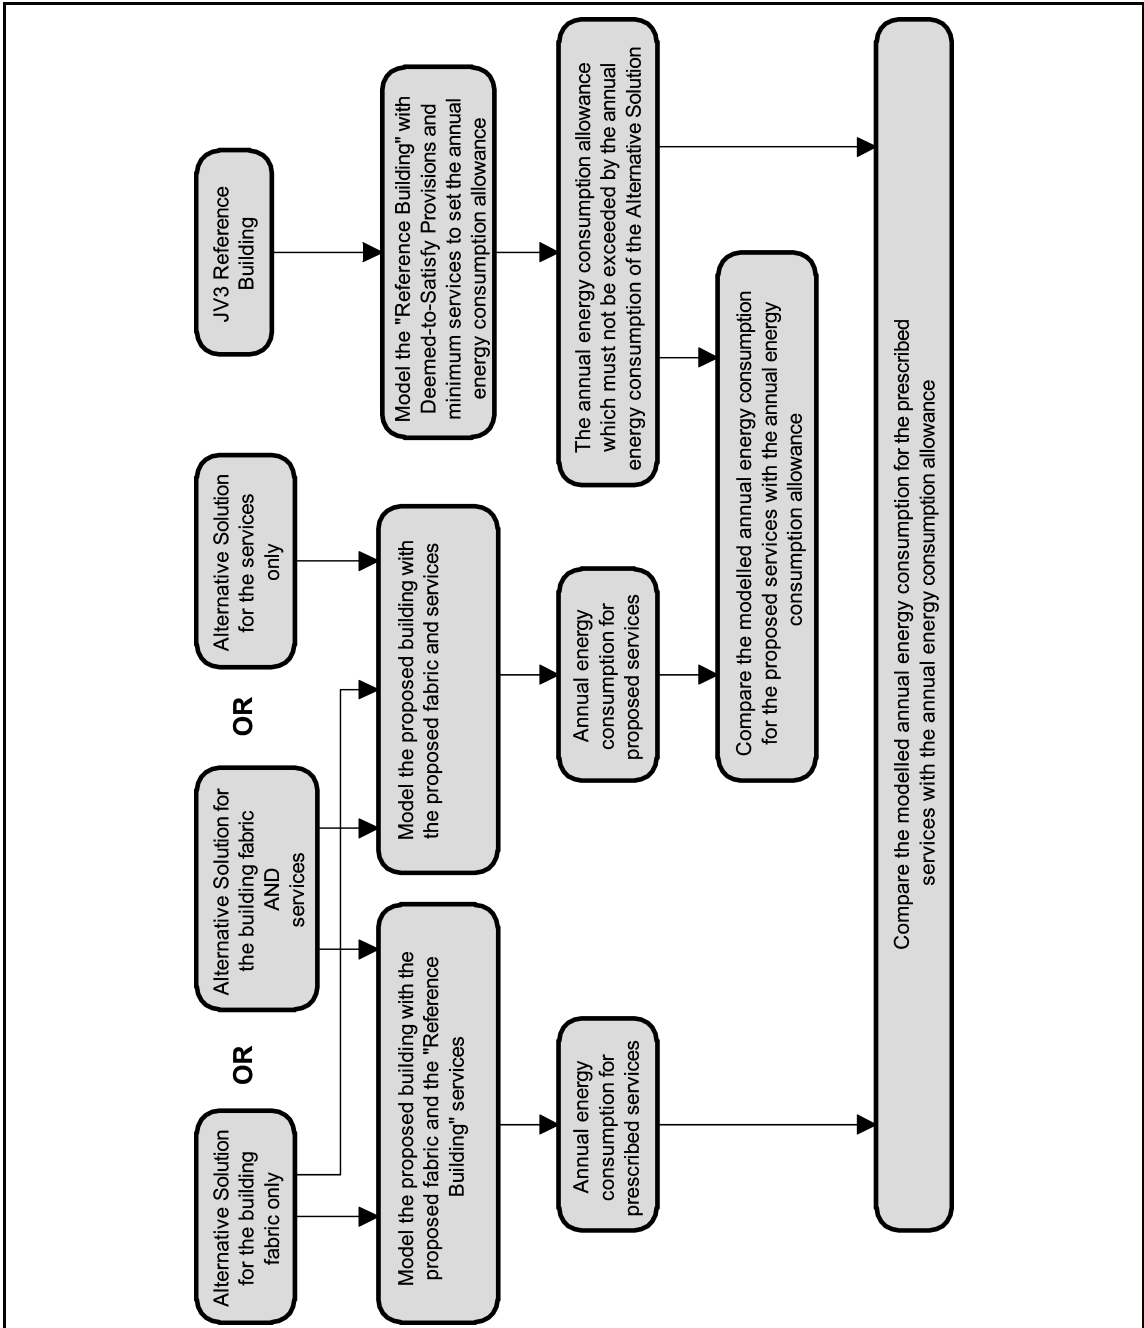 Alternative Solution
for the building
fabric only
OR
Alternative Solution for
the building fabric
AND
services
OR
Alternative Solution
for the services
only
JV3 Reference
Building
Model the proposed building with the
proposed fabric and the "Reference
Building" services
Model the proposed building with
the proposed fabric and services
Model the "Reference Building" with
Deemed-to-Satisfy Provisions and
minimum services to set the annual
energy consumption allowance
Annual energy
consumption for
prescribed services
Annual energy
consumption for
proposed services
The annual energy consumption allowance
which must not be exceeded by the annual
energy consumption of the Alternative Solution
Compare the modelled annual energy consumption
for the proposed services with the annual energy
consumption allowance
Compare the modelled annual energy consumption for the prescribed
services with the annual energy consumption allowance